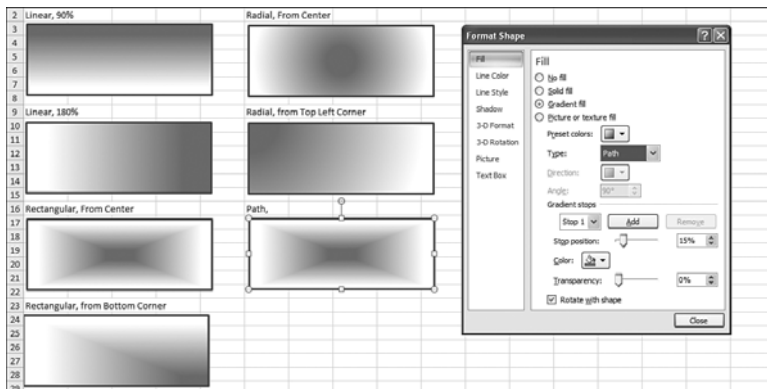 2 Linear, 90% Radial, From Center
3
4
5
6
7
8
9 Linear, 180% Radial, from Top Left Corner
10
11
12
13
14
15
16 Rectangular, From Center Path,
17
18
19
20
21
22
23 Rectangular, from Bottom Corner
24
25
26
27
28
29
Format Shape
Fill
Line Color
Line Style
Shadow
3-D Format
3-D Rotation
Picture
Text Box
Fill
No fill
Solid fill
Gradient fill
Picture or texture fill
Preset colors:
Type: Path
Direction:
Angle: 90°
Gradient stops
Stop 1 Add Remove
Stop position: 15%
Color:
Transparency: 0%
Rotate with shape
Close